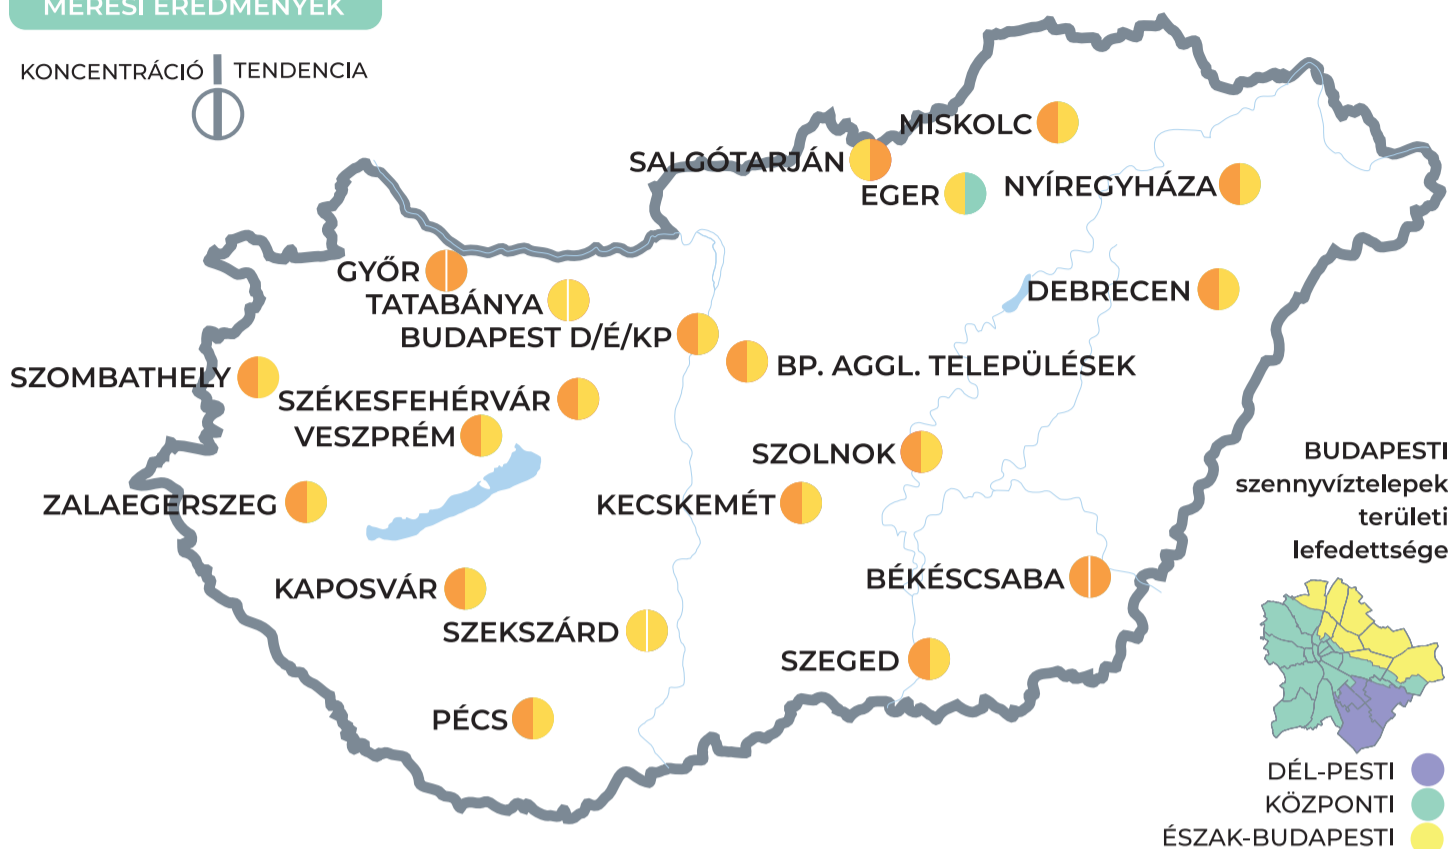 MÉRÉSI EREDMÉNYEK
KONCENTRÁCIÓ
TENDENCIA
MISKOLC
SALGÓTARJÁN
EGER
NYÍREGYHÁZA
GYŐR
TATABÁNYA
DEBRECEN
BUDAPEST D/É/KP
BP. AGGL. TELEPÜLÉSEK
SZOMBATHELY
SZÉKESFEHÉRVÁR
VESZPRÉM
SZOLNOK
ZALAEGERSZEG
KECSKEMÉT
BÉKÉSCSABA
KAPOSVÁR
SZEKSZÁRD
SZEGED
PÉCS
BUDAPESTI
szennyvíztelepek
területi
lefedettsége
DÉL-PESTI
KÖZPONTI
ÉSZAK-BUDAPESTI